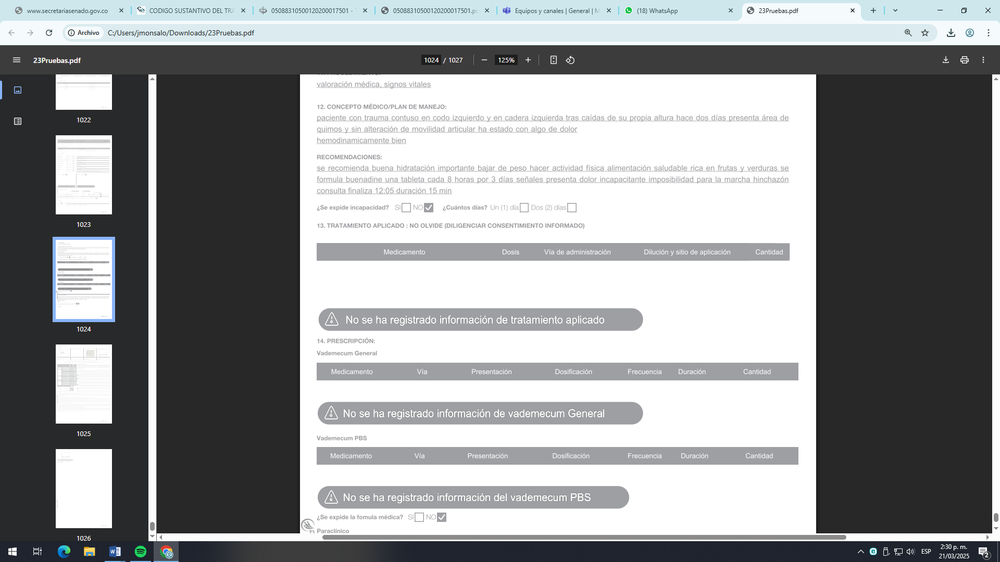 www.secretariasenado.gov.co
CODIGO SUSTANTIVO DEL TRA
05088310500120200017501 -
05088310500120200017501.pd
Equipos y canales | General | M
(18) WhatsApp
23Pruebas.pdf
Archivo
C:/Users/jmonsalo/Downloads/23Pruebas.pdf
23Pruebas.pdf
1024 / 1027
125%
1022
1023
1024
1025
1026
valoración médica, signos vitales
12. CONCEPTO MÉDICO/PLAN DE MANEJO:
paciente con trauma contuso en codo izquierdo y en cadera izquierda tras caídas de su propia altura hace dos días presenta área de
quimos y sin alteración de movilidad articular ha estado con algo de dolor
hemodinamicamente bien
RECOMENDACIONES:
se recomienda buena hidratación importante bajar de peso hacer actividad física alimentación saludable rica en frutas y verduras se
formula buenadine una tableta cada 8 horas por 3 días señales presenta dolor incapacitante imposibilidad para la marcha hinchazón
consulta finaliza 12:05 duración 15 min
¿Se expide incapacidad? SI NO ¿Cuántos días? Un (1) día Dos (2) días
13. TRATAMIENTO APLICADO : NO OLVIDE (DILIGENCIAR CONSENTIMIENTO INFORMADO)
Medicamento Dosis Vía de administración Dilución y sitio de aplicación Cantidad
No se ha registrado información de tratamiento aplicado
14. PRESCRIPCIÓN:
Vademecum General
Medicamento Vía Presentación Dosificación Frecuencia Duración Cantidad
No se ha registrado información de vademecum General
Vademecum PBS
Medicamento Vía Presentación Dosificación Frecuencia Duración Cantidad
No se ha registrado información del vademecum PBS
¿Se expide la fomula médica? SI NO
Paraclínico
ESP
2:30 p. m.
21/03/2025
2